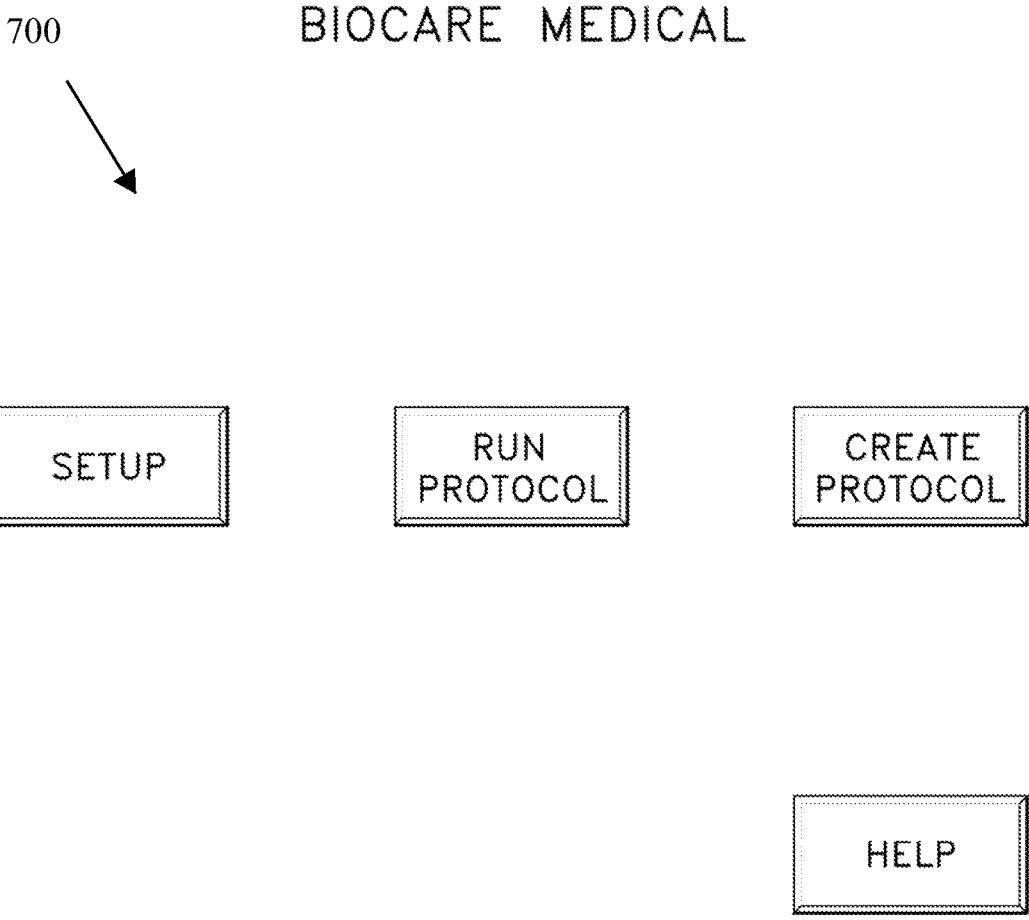 700
BIOCARE MEDICAL
SETUP
RUN
PROTOCOL
CREATE
PROTOCOL
HELP